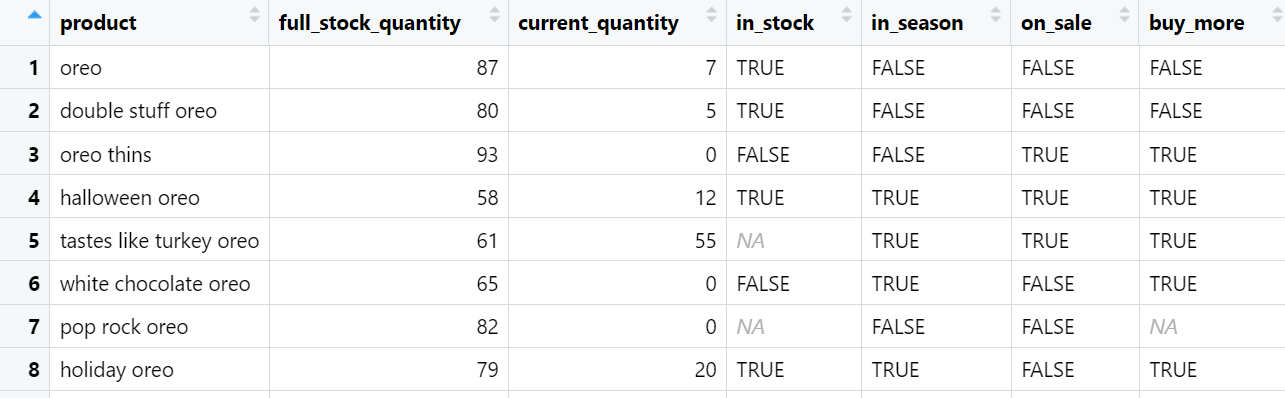 product full_stock_quantity current_quantity in_stock in_season on_sale buy_more
1 oreo 87 7 TRUE FALSE FALSE FALSE
2 double stuff oreo 80 5 TRUE FALSE FALSE FALSE
3 oreo thins 93 0 FALSE FALSE TRUE TRUE
4 halloween oreo 58 12 TRUE TRUE TRUE TRUE
5 tastes like turkey oreo 61 55 NA TRUE TRUE TRUE
6 white chocolate oreo 65 0 FALSE TRUE FALSE TRUE
7 pop rock oreo 82 0 NA FALSE FALSE NA
8 holiday oreo 79 20 TRUE TRUE FALSE TRUE